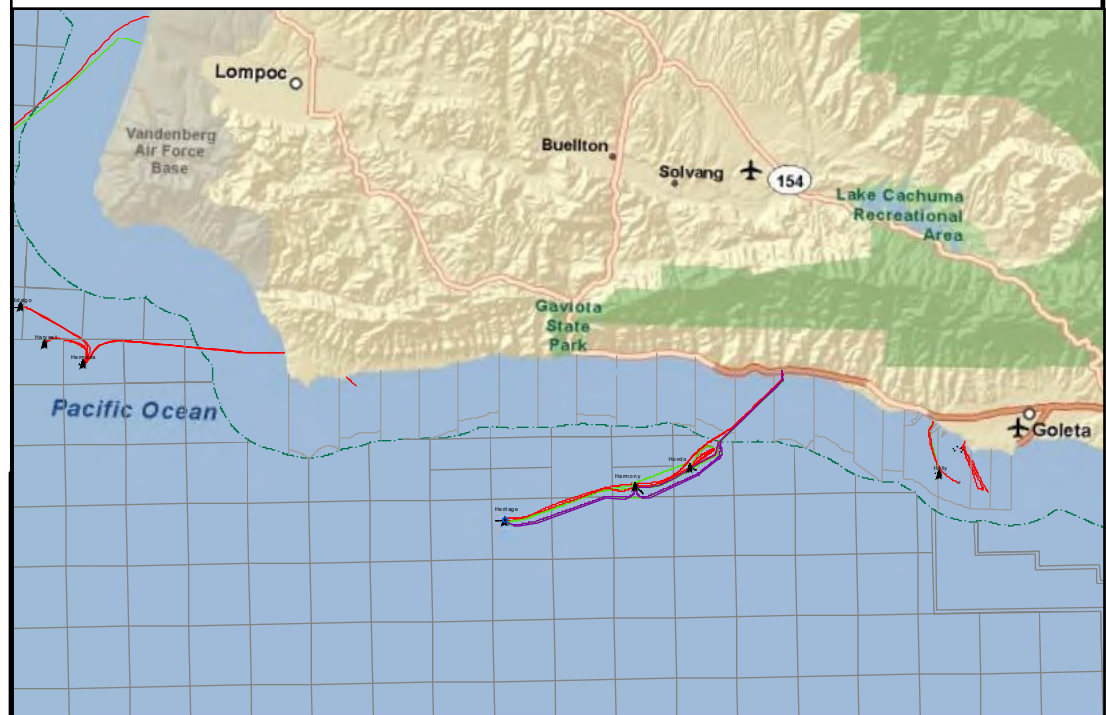 Lompoc
Vandenberg
Air Force
Base
Buellton
Solvang
154
Lake Cachuma
Recreational
Area
Gaviota
State
Park
Pacific Ocean
Goleta
Hondo
Harmony
Heritage
Holly